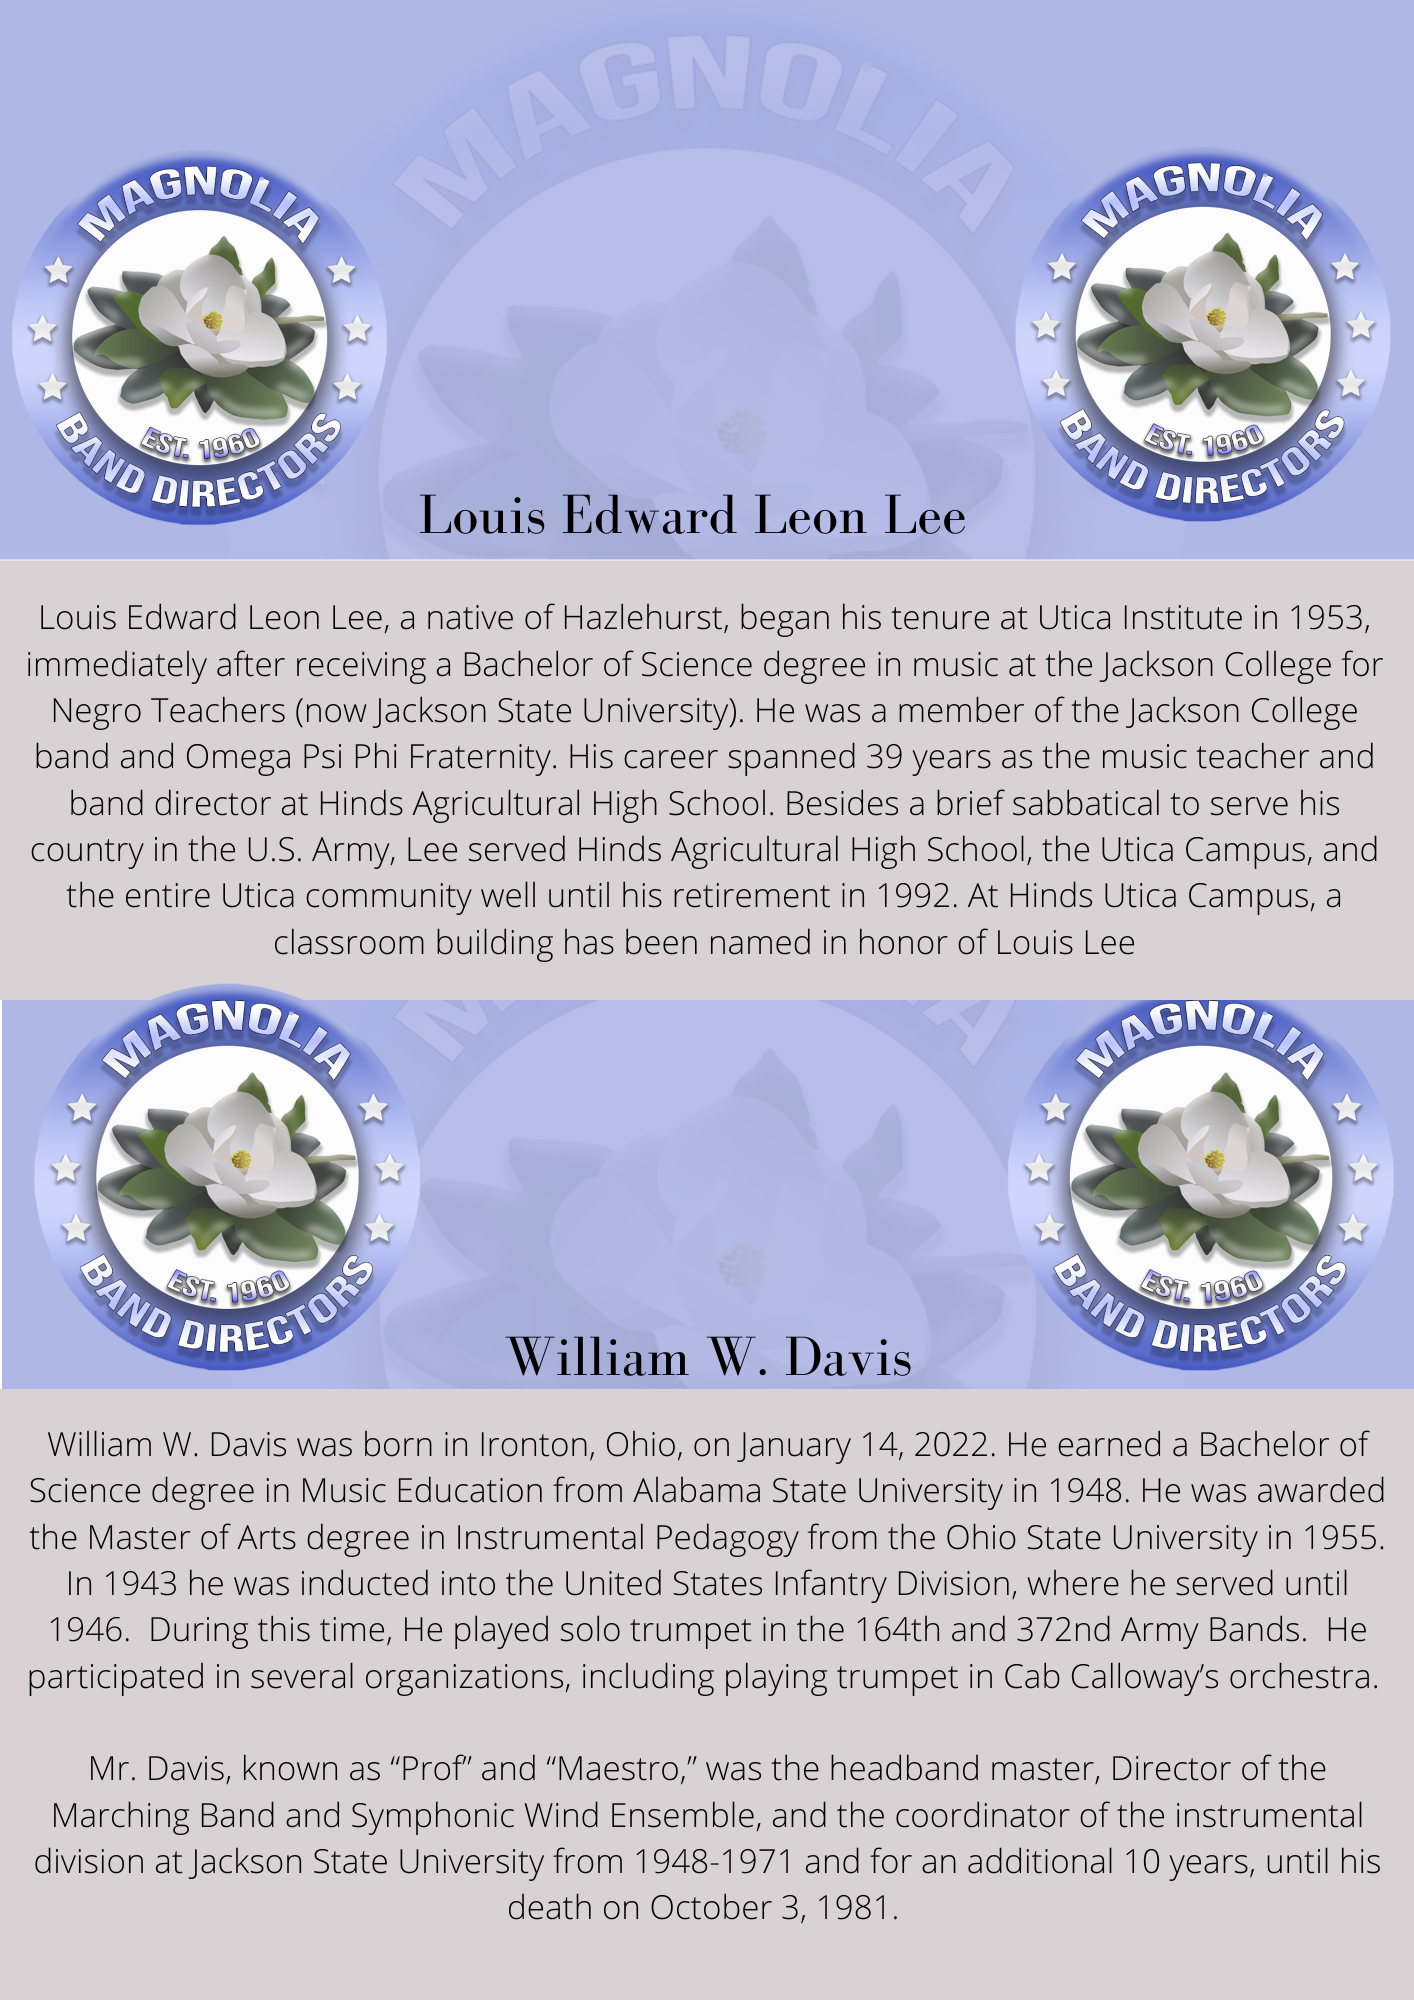 MAGNOLIA
MAGNOLIA
EST. 1960
BAND DIRECTORS
MAGNOLIA
EST. 1960
BAND DIRECTORS
Louis Edward Leon Lee
Louis Edward Leon Lee, a native of Hazlehurst, began his tenure at Utica Institute in 1953,
immediately after receiving a Bachelor of Science degree in music at the Jackson College for
Negro Teachers (now Jackson State University). He was a member of the Jackson College
band and Omega Psi Phi Fraternity. His career spanned 39 years as the music teacher and
band director at Hinds Agricultural High School. Besides a brief sabbatical to serve his
country in the U.S. Army, Lee served Hinds Agricultural High School, the Utica Campus, and
the entire Utica community well until his retirement in 1992. At Hinds Utica Campus, a
classroom building has been named in honor of Louis Lee
MAGNOLIA
EST. 1960
BAND DIRECTORS
MAGNOLIA
EST. 1960
BAND DIRECTORS
William W. Davis
William W. Davis was born in Ironton, Ohio, on January 14, 2022. He earned a Bachelor of
Science degree in Music Education from Alabama State University in 1948. He was awarded
the Master of Arts degree in Instrumental Pedagogy from the Ohio State University in 1955.
In 1943 he was inducted into the United States Infantry Division, where he served until
1946.  During this time, He played solo trumpet in the 164th and 372nd Army Bands.  He
participated in several organizations, including playing trumpet in Cab Calloway’s orchestra.
Mr. Davis, known as “Prof” and “Maestro,” was the headband master, Director of the
Marching Band and Symphonic Wind Ensemble, and the coordinator of the instrumental
division at Jackson State University from 1948-1971 and for an additional 10 years, until his
death on October 3, 1981.